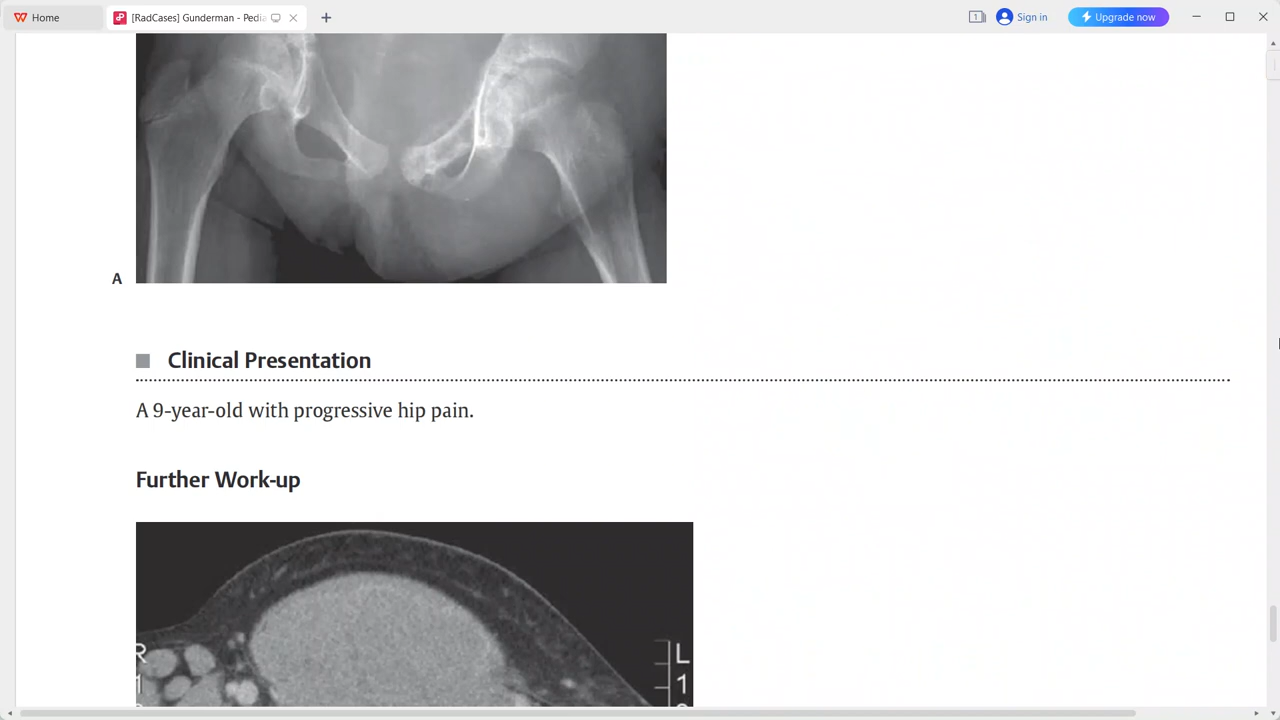 Home
[RadCases] Gunderman - Pedia
1
Sign in
Upgrade now
A
Clinical Presentation
A 9-year-old with progressive hip pain.
Further Work-up
R
1
L
1